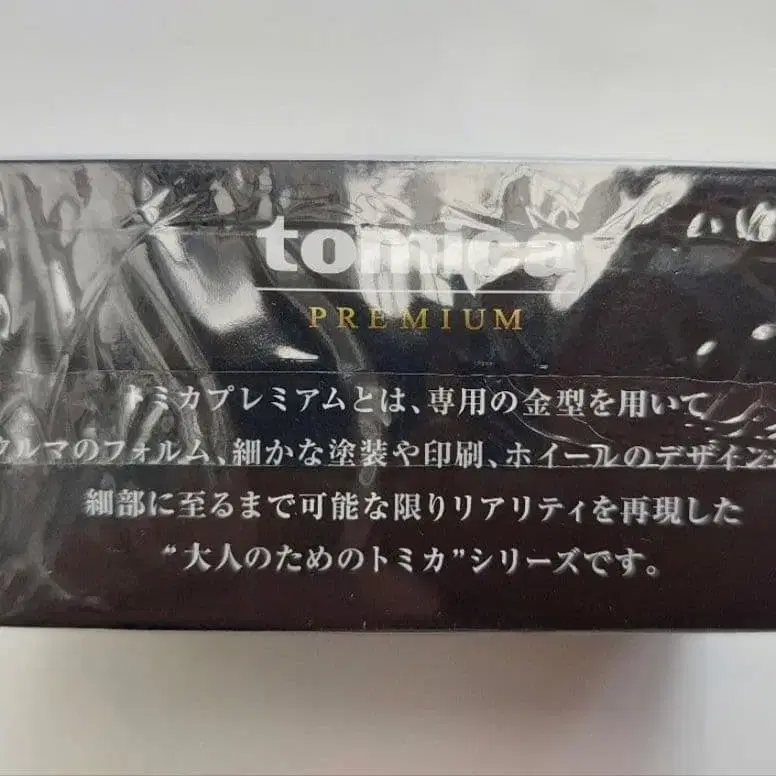 tomica
PREMIUM
トミカプレミアムとは、専用の金型を用いて
クルマのフォルム、細かな塗装や印刷、ホイールのデザイン
細部に至るまで可能な限りリアリティを再現した
“大人のためのトミカ”シリーズです。